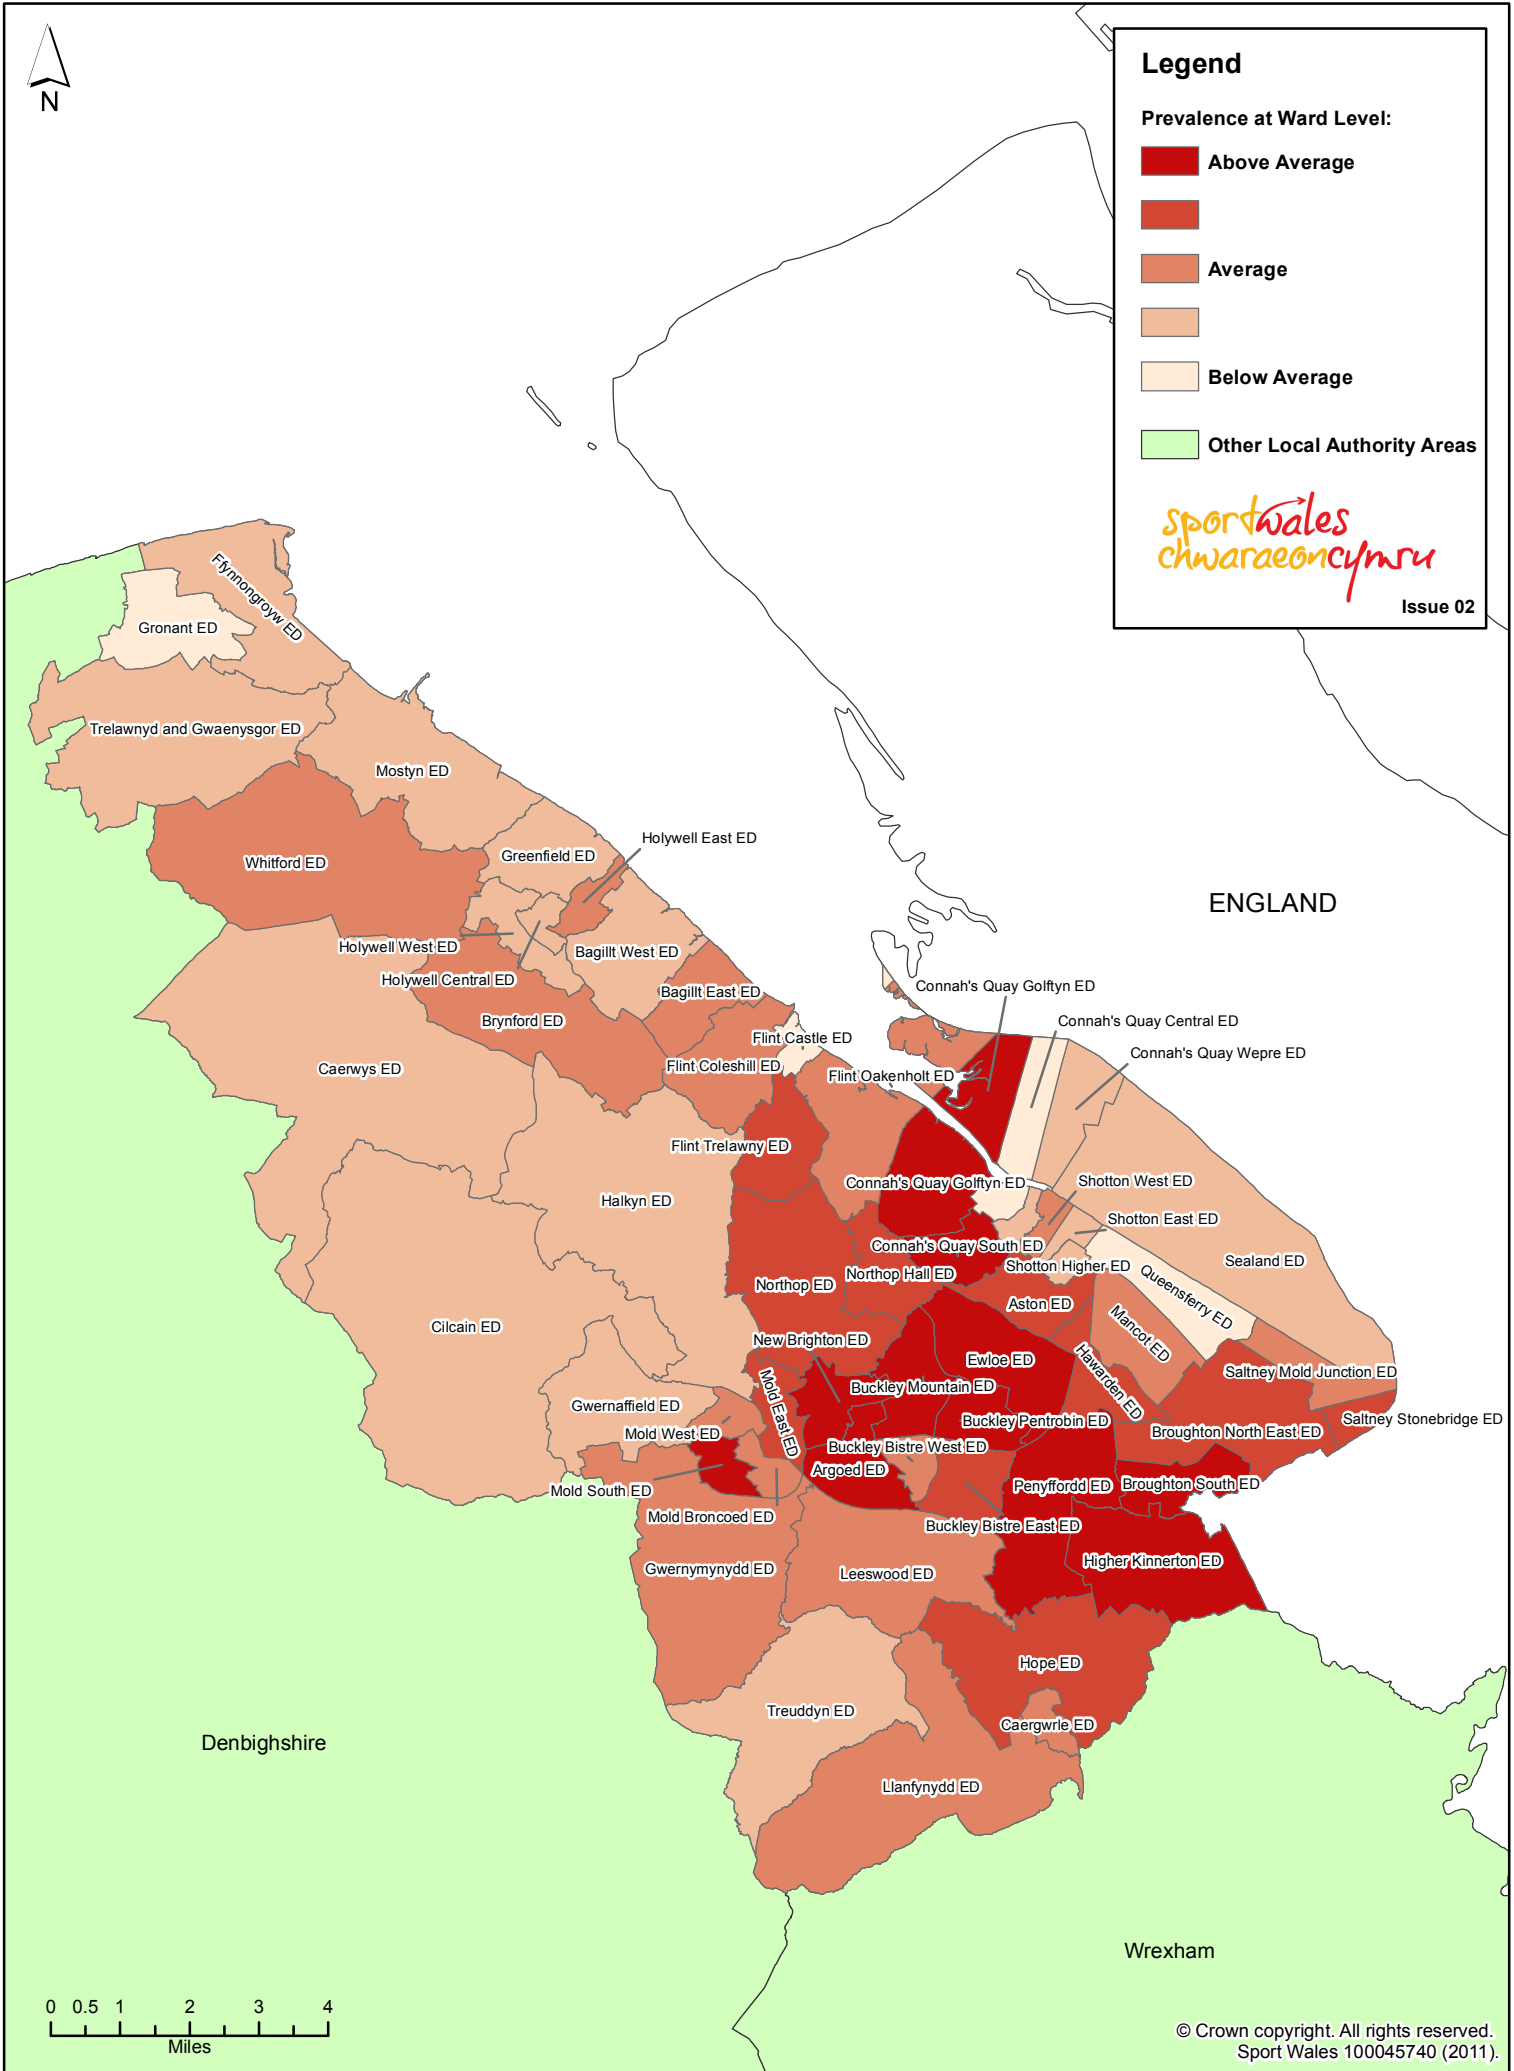 N
Legend
Prevalence at Ward Level:
Above Average
Average
Below Average
Other Local Authority Areas
sportwales
chwaraeoncymru
Issue 02
Ffynnongroyw ED
Gronant ED
Trelawnyd and Gwaenysgor ED
Mostyn ED
Holywell East ED
Greenfield ED
Whitford ED
ENGLAND
Holywell West ED
Bagillt West ED
Holywell Central ED
Connah's Quay Golftyn ED
Bagillt East ED
Brynford ED
Connah's Quay Central ED
Flint Castle ED
Connah's Quay Wepre ED
Caerwys ED
Flint Coleshill ED
Flint Oakenholt ED
Flint Trelawny ED
Connah's Quay Golftyn ED
Shotton West ED
Halkyn ED
Shotton East ED
Connah's Quay South ED
Sealand ED
Shotton Higher ED
Northop Hall ED
Northop ED
Queensferry ED
Aston ED
Mancot ED
Cilcain ED
New Brighton ED
Ewloe ED
Saltney Mold Junction ED
Hawarden ED
Buckley Mountain ED
Mold East ED
Gwernaffield ED
Buckley Pentrobin ED
Saltney Stonebridge ED
Mold West ED
Broughton North East ED
Buckley Bistre West ED
Argoed ED
Penyffordd ED
Broughton South ED
Mold South ED
Mold Broncoed ED
Buckley Bistre East ED
Higher Kinnerton ED
Gwernymynydd ED
Leeswood ED
Hope ED
Treuddyn ED
Caergwrle ED
Denbighshire
Llanfynydd ED
Wrexham
0 0.5 1 2 3 4
Miles
© Crown copyright. All rights reserved.
Sport Wales 100045740 (2011).